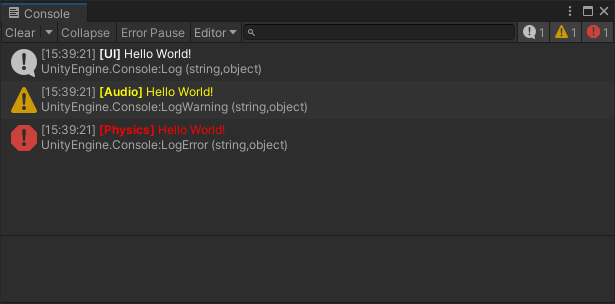 Console
Clear Collapse Error Pause Editor 1 1 1
[15:39:21] [UI] Hello World!
UnityEngine.Console:Log (string,object)
[15:39:21] [Audio] Hello World!
UnityEngine.Console:LogWarning (string,object)
[15:39:21] [Physics] Hello World!
UnityEngine.Console:LogError (string,object)